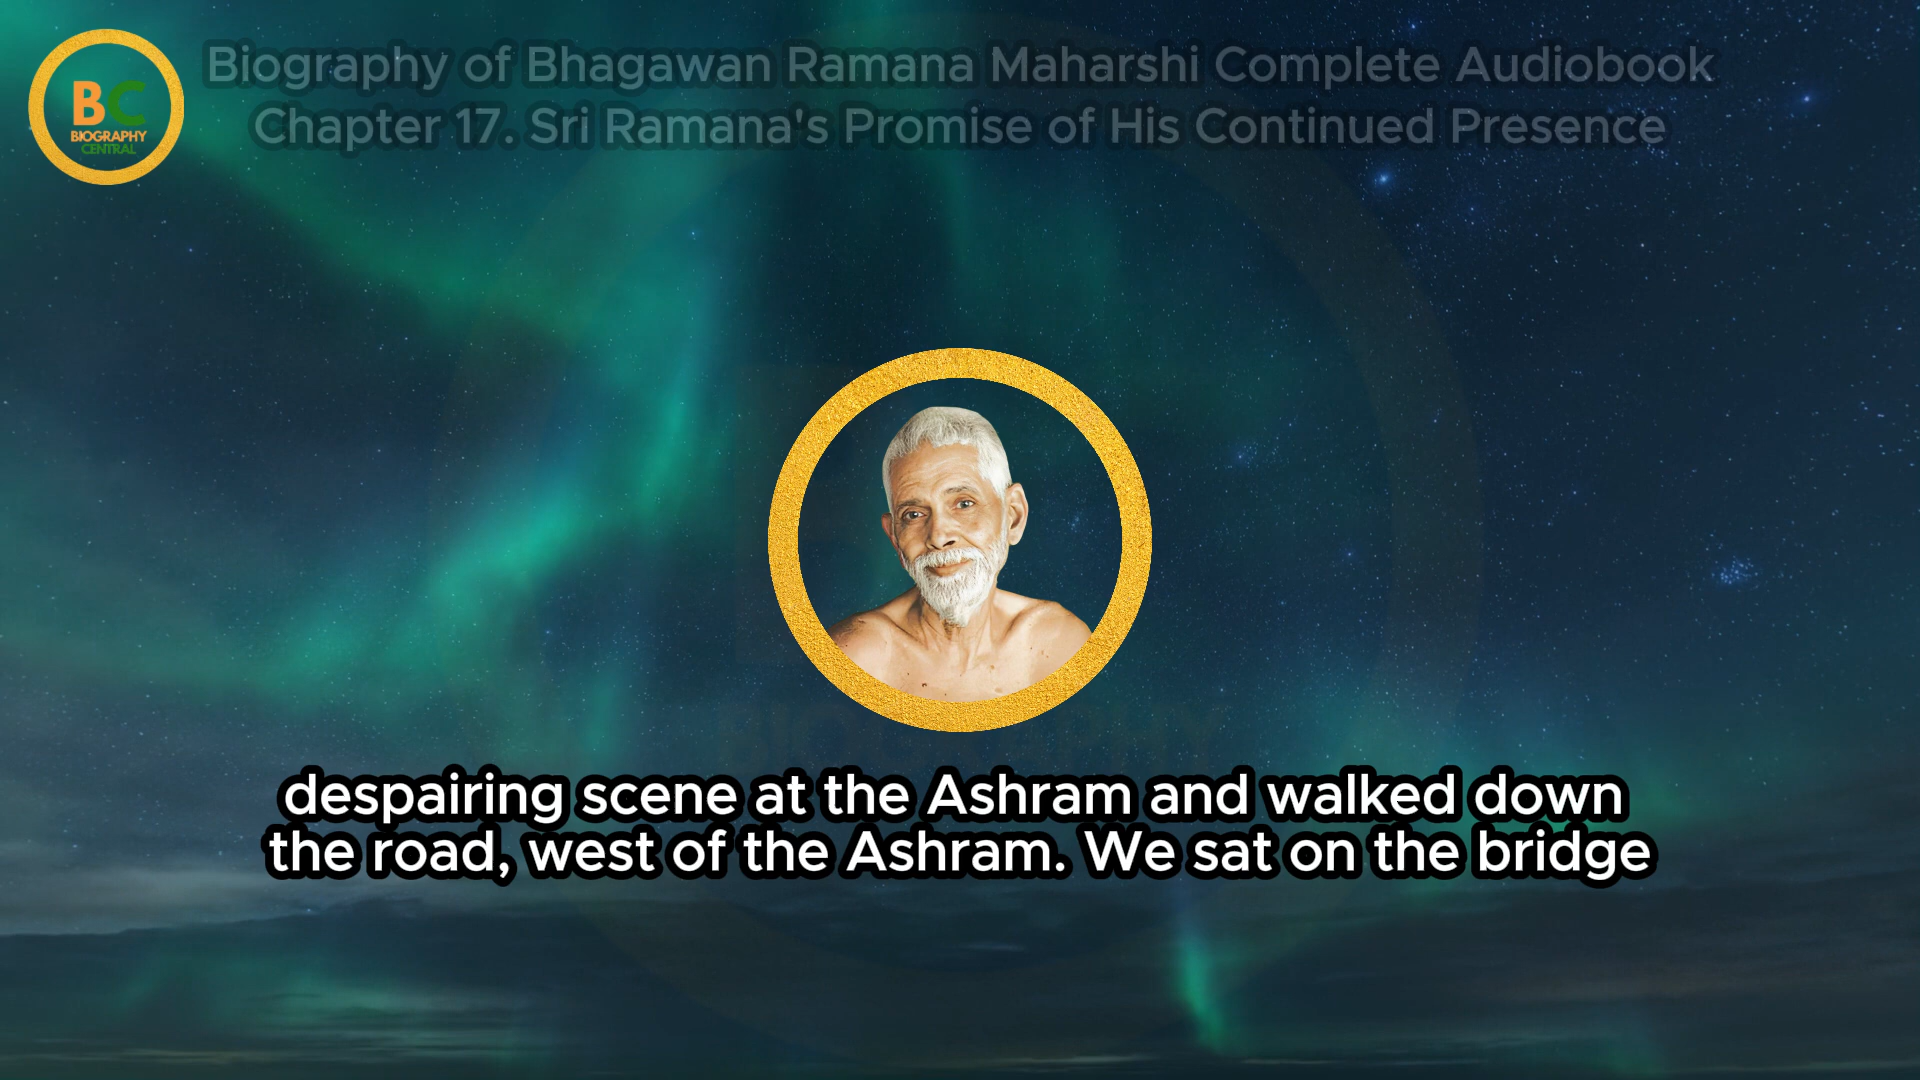 BC
BIOGRAPHY
CENTRAL
Biography of Bhagawan Ramana Maharshi Complete Audiobook
Chapter 17. Sri Ramana's Promise of His Continued Presence
BIOGRAPHY
despairing scene at the Ashram and walked down
the road, west of the Ashram. We sat on the bridge